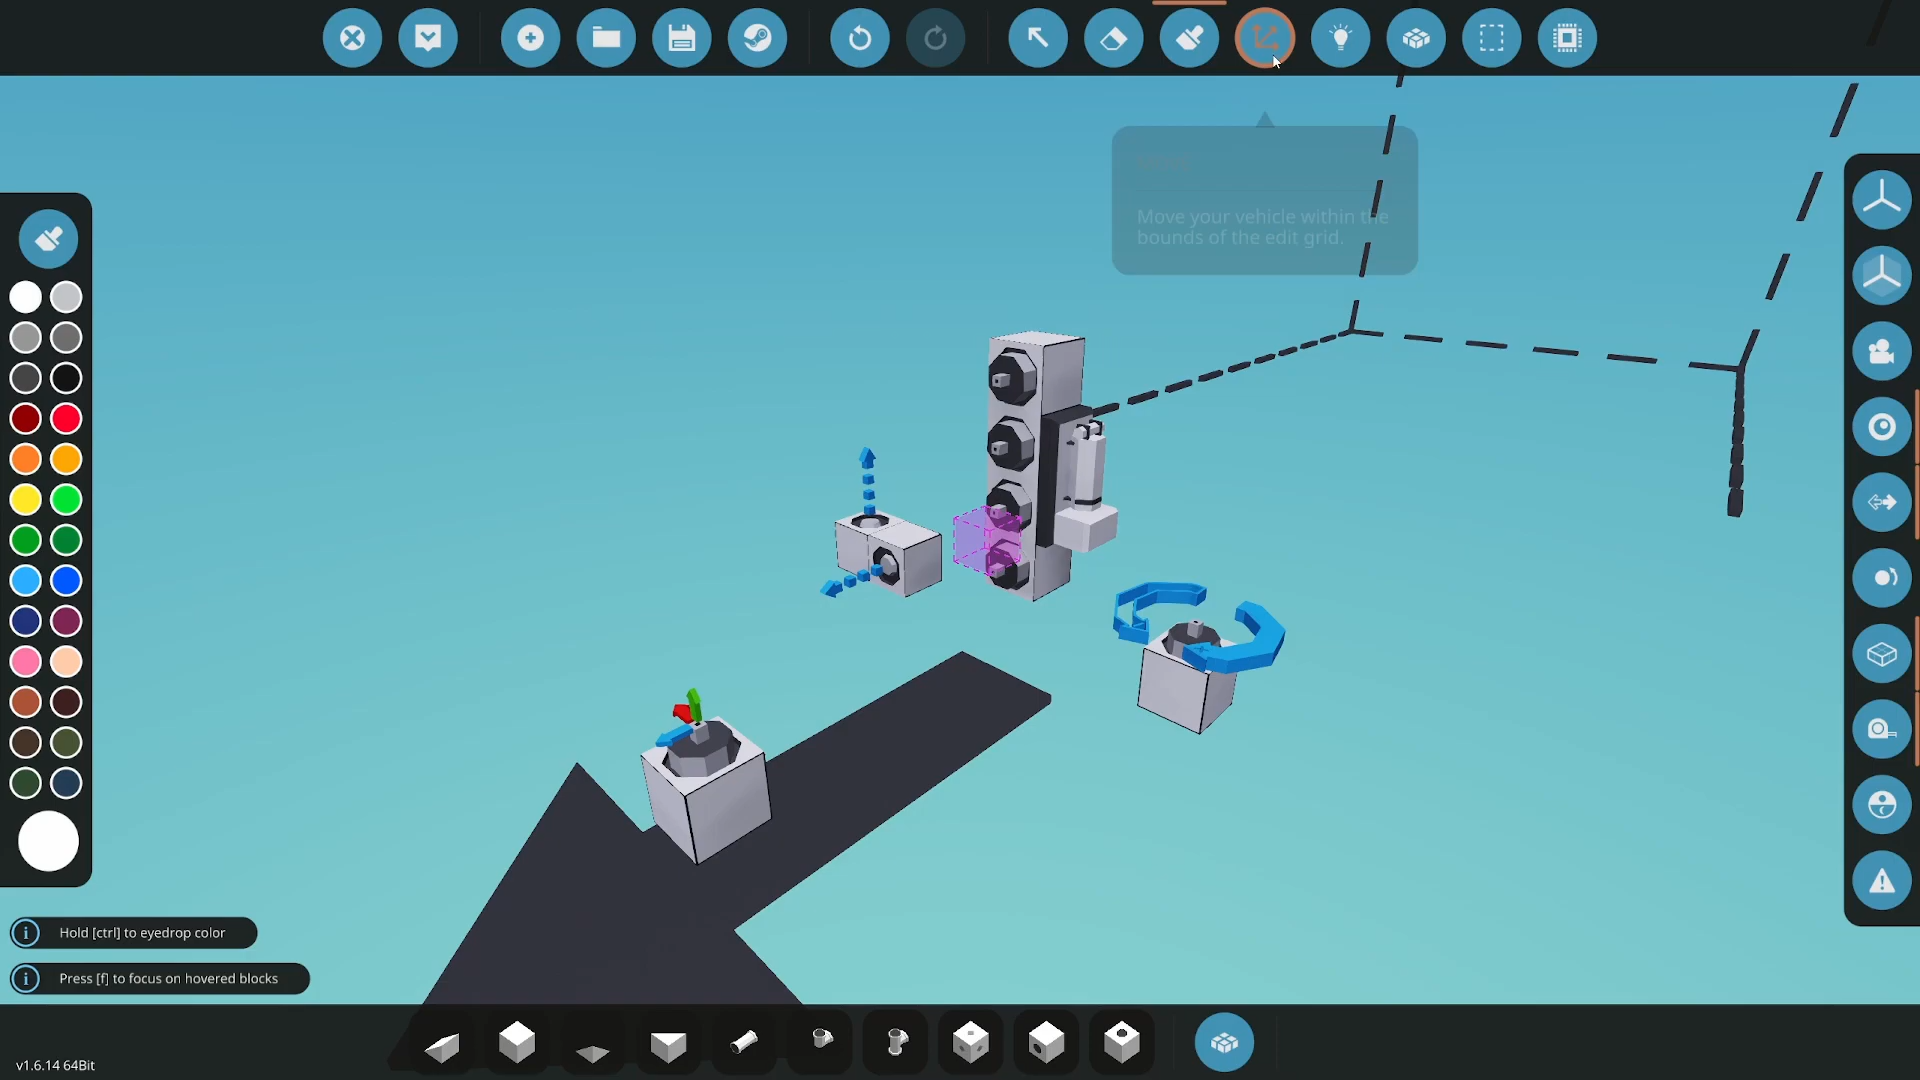 Move your vehicle within the
bounds of the edit grid.
Hold [ctrl] to eyedrop color
Press [f] to focus on hovered blocks
v1.6.14 64Bit